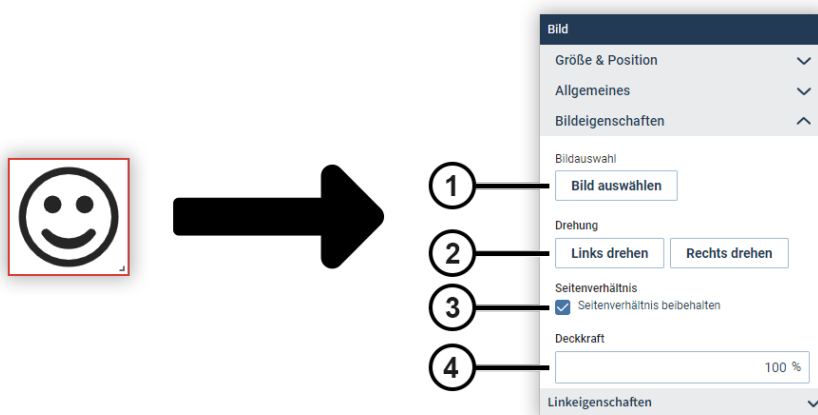 Bild
Größe & Position
Allgemeines
Bildeigenschaften
Bildauswahl
1
Bild auswählen
Drehung
2
Links drehen Rechts drehen
Seitenverhältnis
3
Seitenverhältnis beibehalten
Deckkraft
4
100 %
Linkeigenschaften